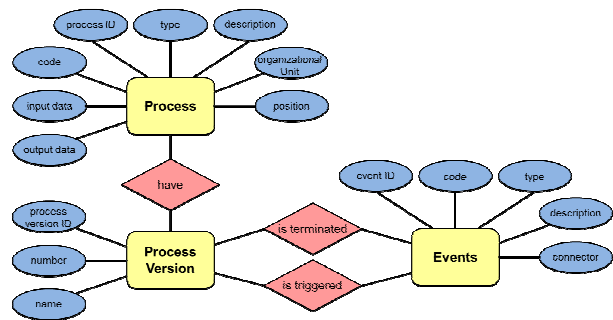 process ID
type
description
code
organizational
Unit
input data
Process
position
output data
have
event ID
code
type
process
version ID
is terminated
description
number
Process
Version
Events
connector
is triggered
name